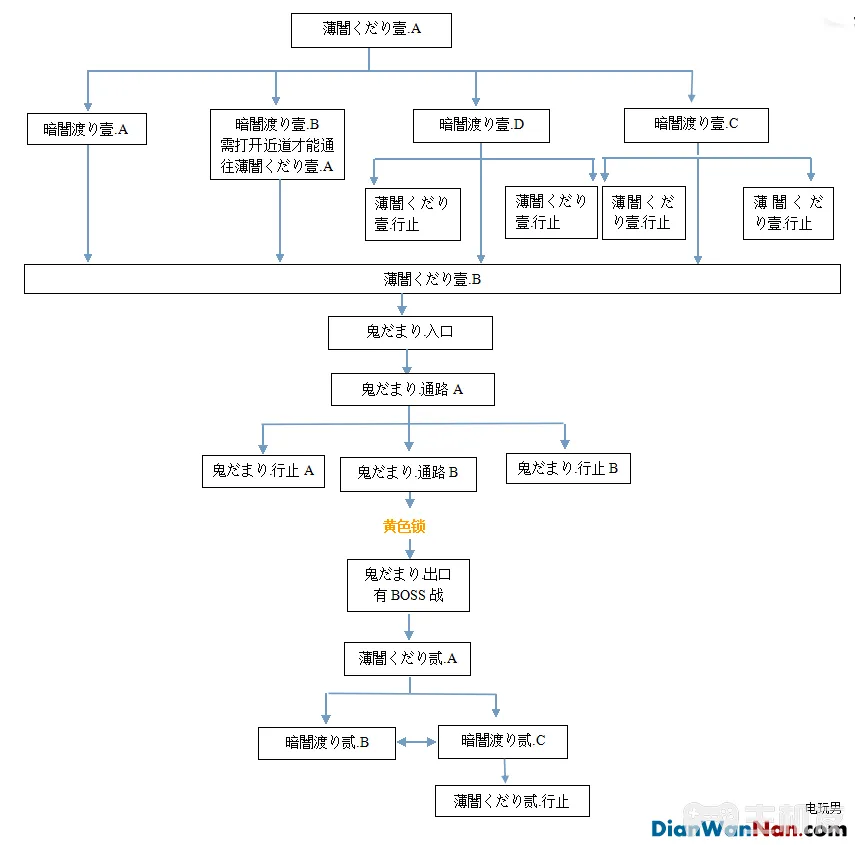 薄闇くだり壹.A
暗闇渡り壹.A
暗闇渡り壹.B
需打开近道才能通
往薄闇くだり壹.A
暗闇渡り壹.D
暗闇渡り壹.C
薄闇くだり
壹.行止
薄闇くだり
壹.行止
薄闇くだ
り壹.行止
薄闇くだ
り壹.行止
薄闇くだり壹.B
鬼だまり.入口
鬼だまり.通路 A
鬼だまり.行止 A
鬼だまり.通路 B
鬼だまり.行止 B
黄色锁
鬼だまり.出口
有 BOSS 战
薄闇くだり贰.A
暗闇渡り贰.B
暗闇渡り贰.C
薄闇くだり贰.行止
电玩男
DianWanNan.com